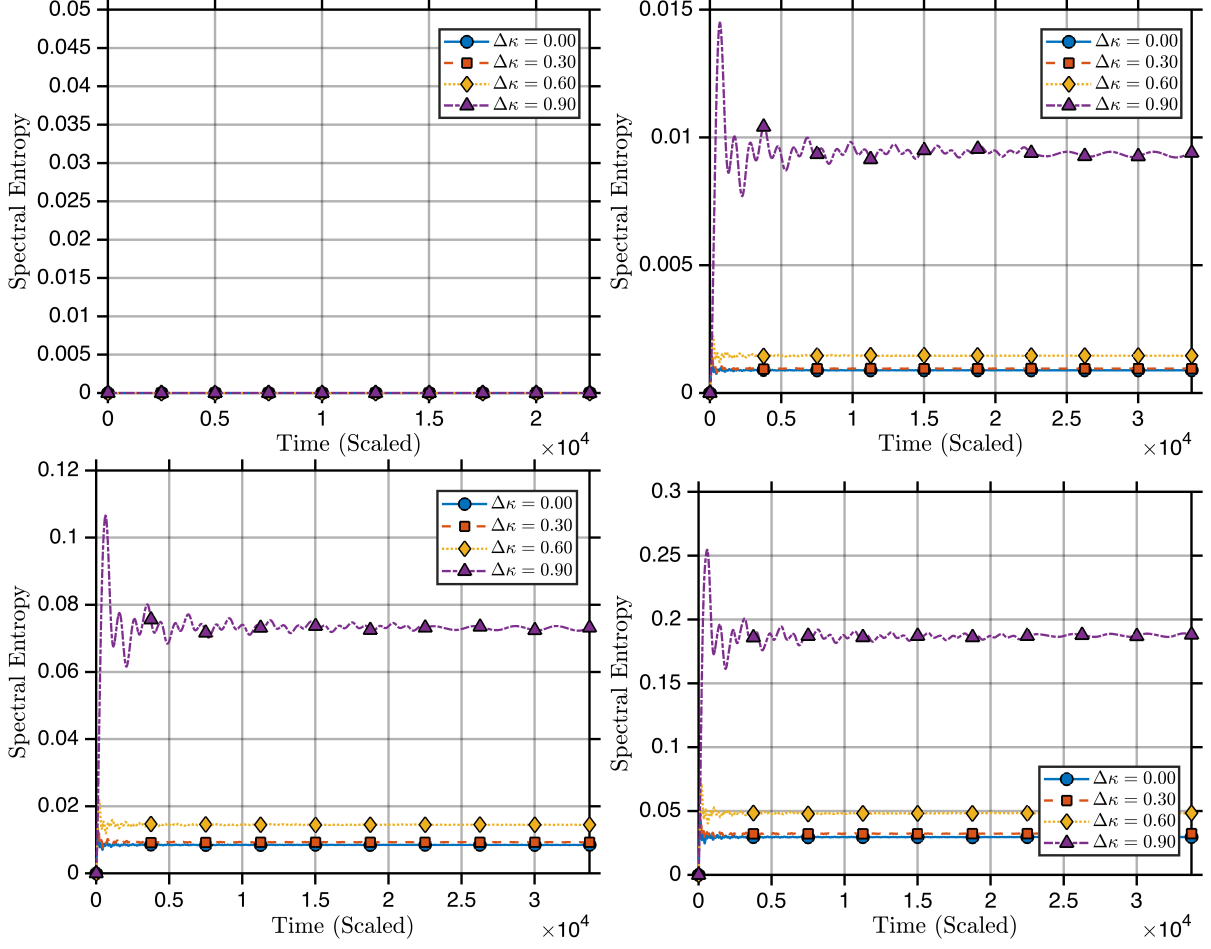 0.05
0.045
0.04
0.035
0.03
0.025
0.02
0.015
0.01
0.005
0
Spectral Entropy
Δκ = 0.00
Δκ = 0.30
Δκ = 0.60
Δκ = 0.90
0 0.5 1 1.5 2
Time (Scaled)
×10⁴
0.015
0.01
0.005
0
Spectral Entropy
Δκ = 0.00
Δκ = 0.30
Δκ = 0.60
Δκ = 0.90
0 0.5 1 1.5 2 2.5 3
Time (Scaled)
×10⁴
0.12
0.1
0.08
0.06
0.04
0.02
0
Spectral Entropy
Δκ = 0.00
Δκ = 0.30
Δκ = 0.60
Δκ = 0.90
0 0.5 1 1.5 2 2.5 3
Time (Scaled)
×10⁴
0.3
0.25
0.2
0.15
0.1
0.05
0
Spectral Entropy
Δκ = 0.00
Δκ = 0.30
Δκ = 0.60
Δκ = 0.90
0 0.5 1 1.5 2 2.5 3
Time (Scaled)
×10⁴